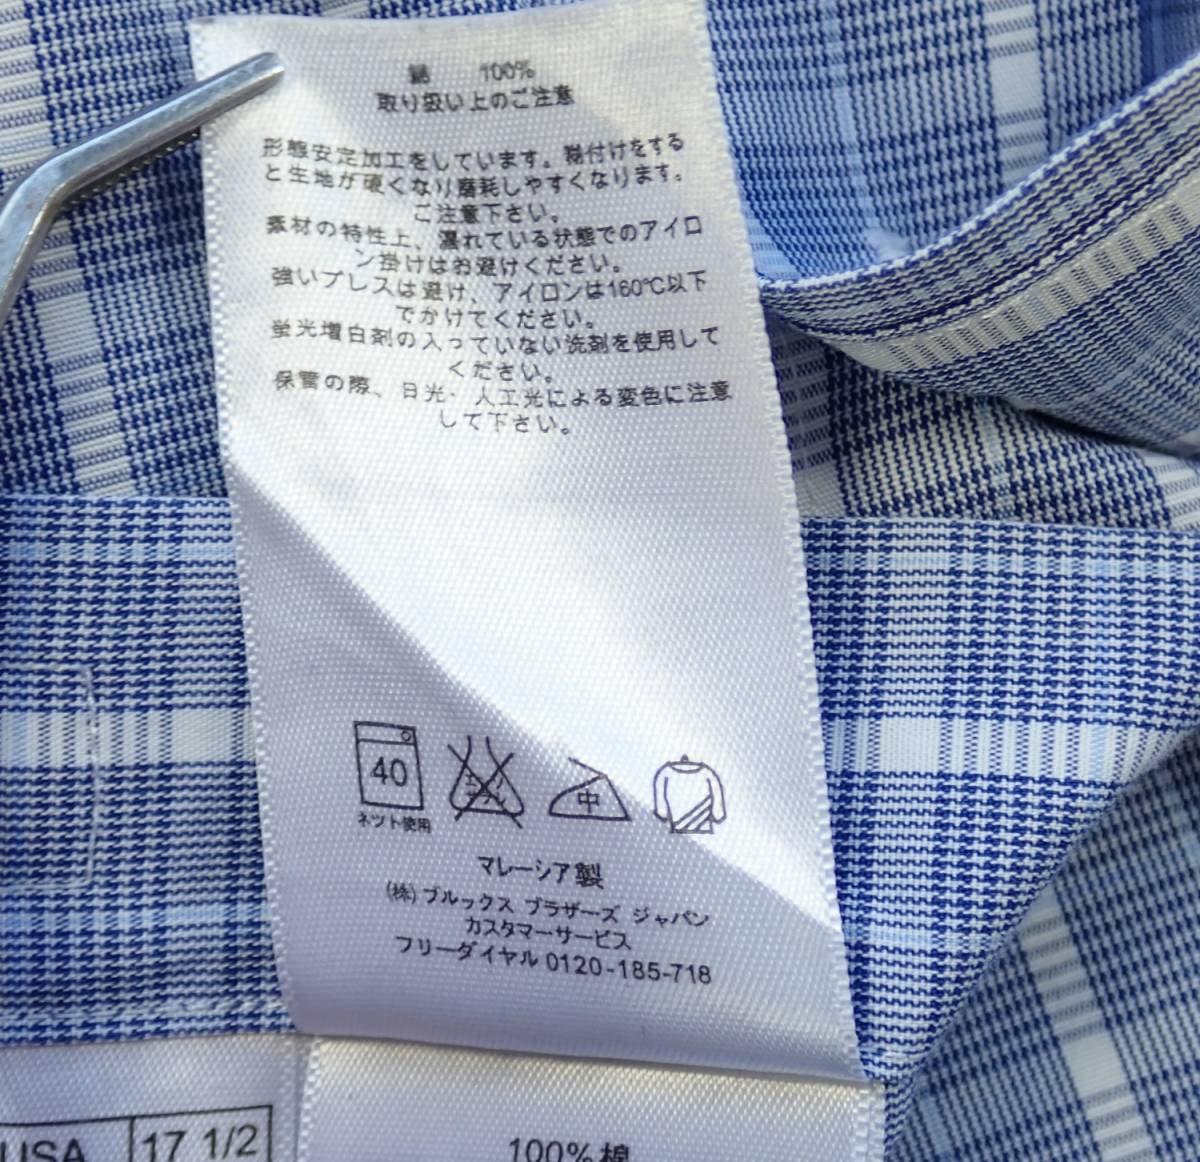 綿 100%
取り扱い上のご注意
形態安定加工をしています。糊付けをする
と生地が硬くなり磨耗しやすくなります。
ご注意下さい。
素材の特性上、濡れている状態でのアイロ
ン掛けはお避けください。
強いプレスは避け、アイロンは160℃以下
でかけてください。
蛍光増白剤の入っていない洗剤を使用して
ください。
保管の際、日光・人工光による変色に注意
して下さい。
40
中
ネット使用
マレーシア製
(株)ブルックス ブラザーズ ジャパン
カスタマーサービス
フリーダイヤル 0120-185-718
USA 17 1/2
100%棉